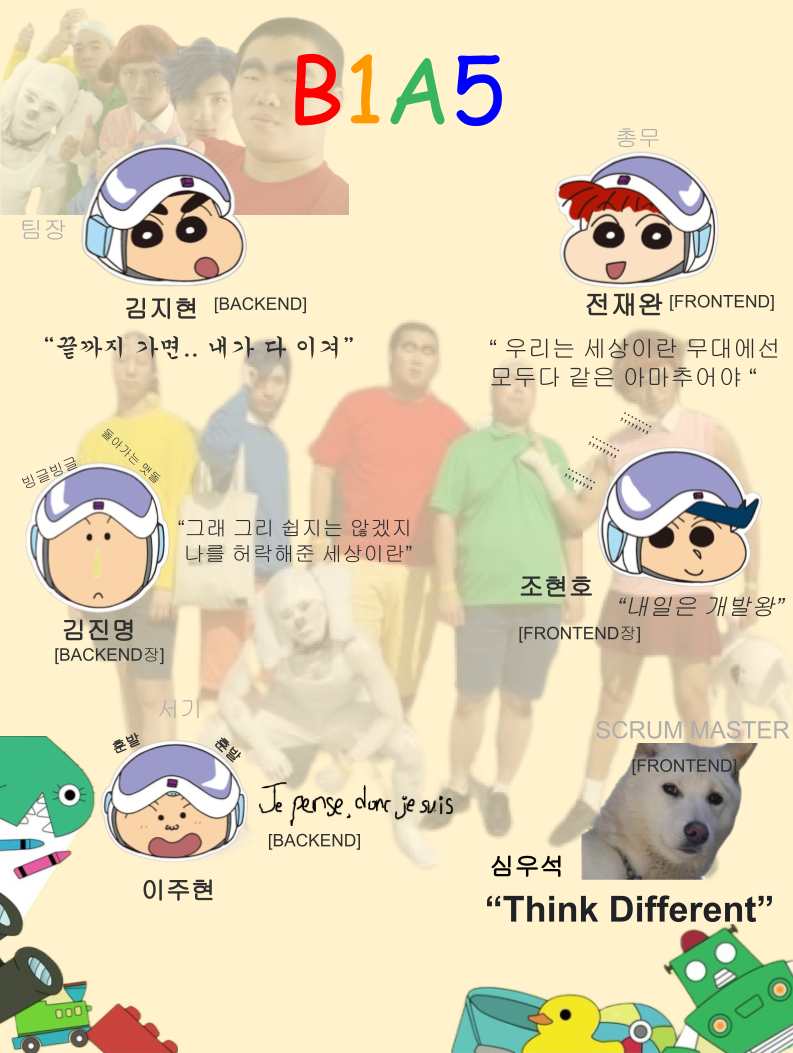 B1A5
총무
팀장
김지현 [BACKEND]
전재완 [FRONTEND]
“끝까지 가면.. 내가 다 이겨”
“ 우리는 세상이란 무대에선
모두다 같은 아마추어야 “
;;;;;;;
;;;;;;;
;;;;;;;
빙글빙글
돌아가는 맷돌
“그래 그리 쉽지는 않겠지
나를 허락해준 세상이란”
조현호
“내일은 개발왕”
[FRONTEND장]
김진명
[BACKEND장]
서기
훈발
훈발
Je pense, donc je suis
[BACKEND]
이주현
SCRUM MASTER
[FRONTEND]
심우석
“Think Different”